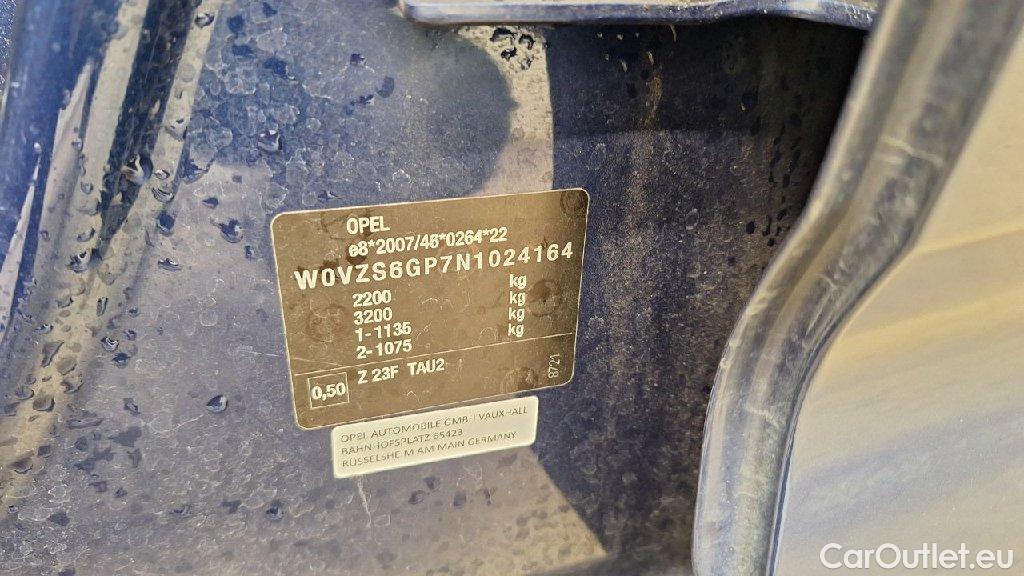 OPEL
e8*2007/46*0264*22
W0VZS6GP7N1024164
2200 kg
3200 kg
1-1135 kg
2-1075
0,50 Z 23F TAU2
8721
OPEL AUTOMOBILE GMBH VAUXHALL
BAHNHOFSPLATZ 65423
RÜSSELSHEIM AM MAIN GERMANY
CarOutlet.eu